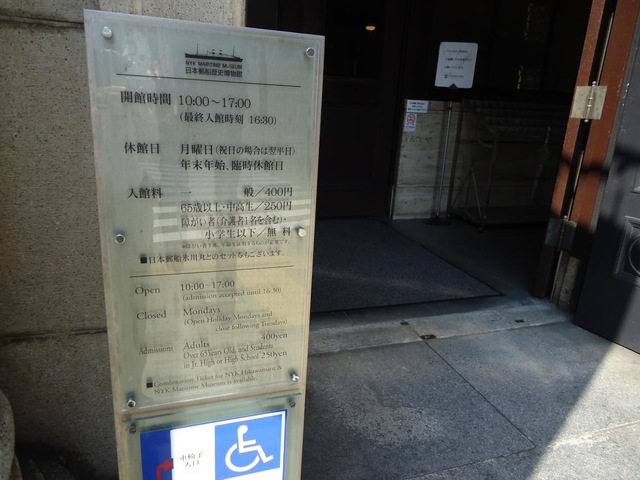 NYK MARITIME MUSEUM
日本郵船歴史博物館
開館時間 10:00～17:00
(最終入館時刻 16:30)
休館日 月曜日(祝日の場合は翌平日)
年末年始、臨時休館日
入館料 一般／400円
65歳以上・中高生／250円
障がい者(介護者1名を含む)・
小学生以下／無料
■日本郵船氷川丸とのセット券もございます。
Open 10:00-17:00
(admission accepted until 16:30)
Closed Mondays
(Open Holiday Mondays and
close following Tuesdays)
Admissions Adults 400yen
Over 65 Years Old, and Students
in Jr. High or High School 250yen
■Combination Ticket for NYK Hikawamaru &
NYK Maritime Museum is available.
車椅子
入口